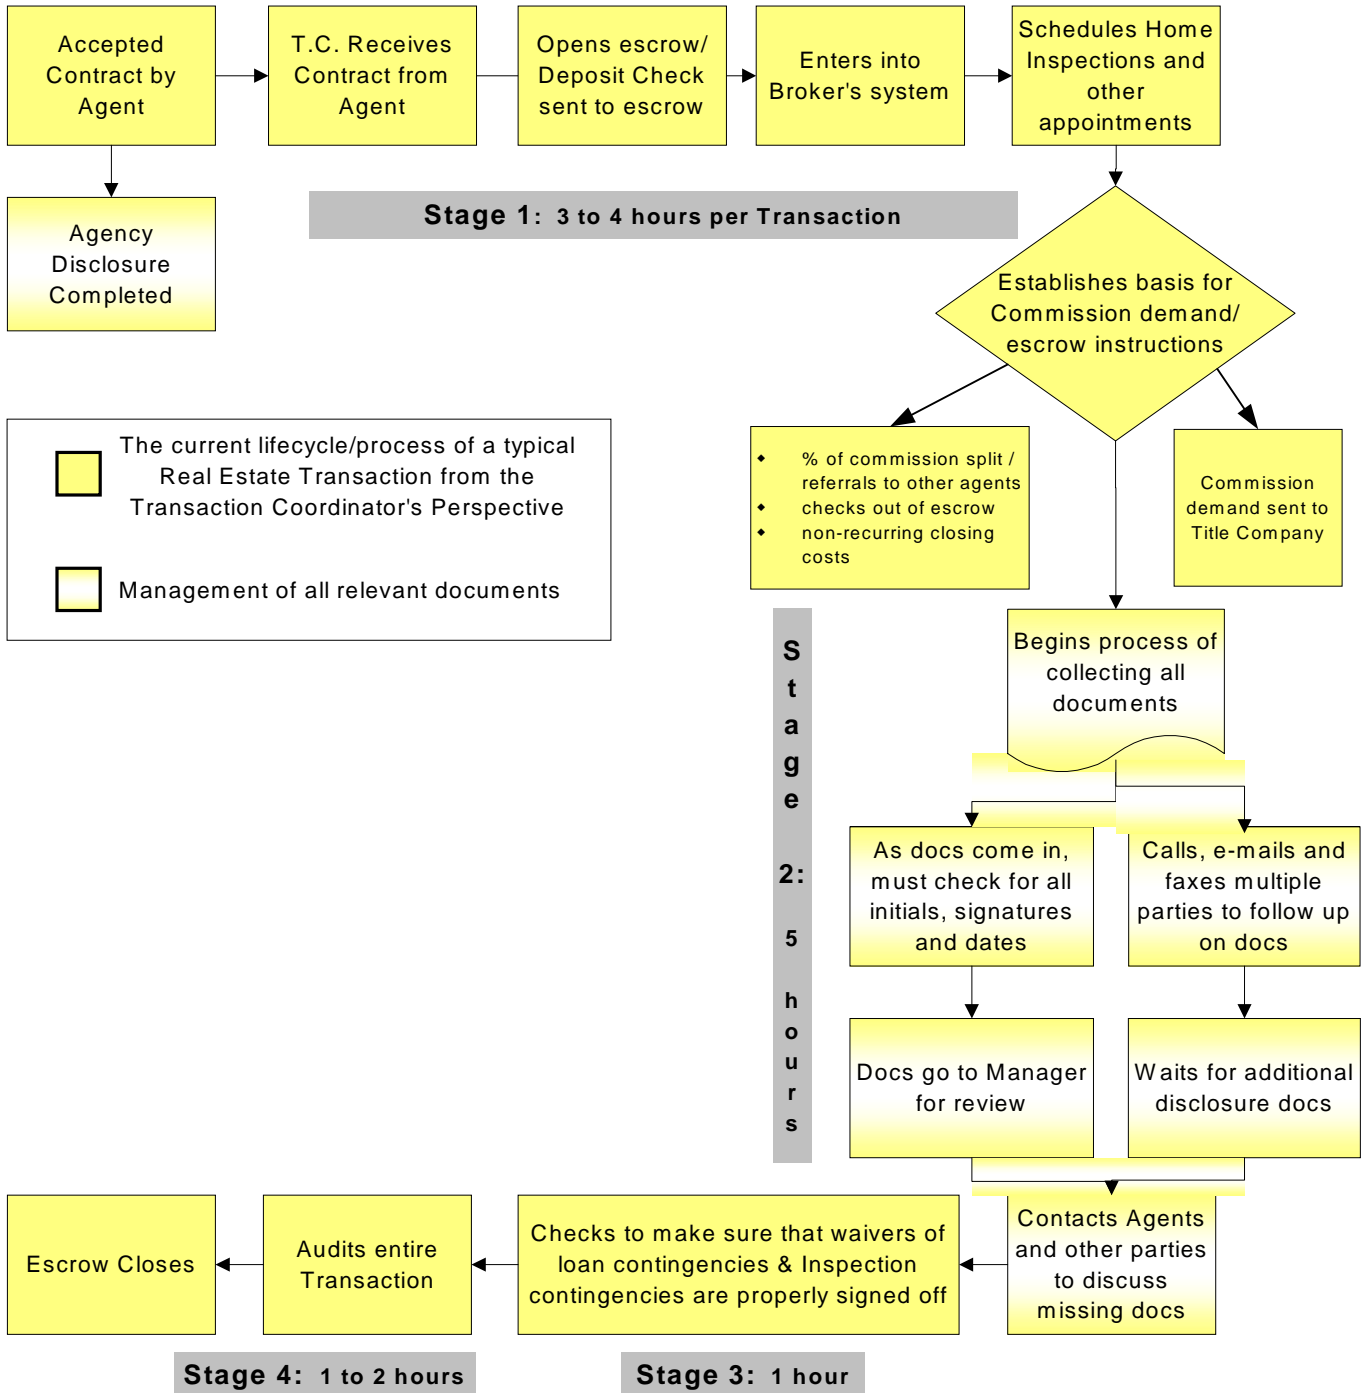 Accepted
Contract by
Agent
T.C. Receives
Contract from
Agent
Opens escrow/
Deposit Check
sent to escrow
Enters into
Broker's system
Schedules Home
Inspections and
other
appointments
Agency
Disclosure
Completed
Stage 1: 3 to 4 hours per Transaction
Establishes basis for
Commission demand/
escrow instructions
The current lifecycle/process of a typical
Real Estate Transaction from the
Transaction Coordinator's Perspective
Management of all relevant documents
◆ % of commission split /
referrals to other agents
◆ checks out of escrow
◆ non-recurring closing
costs
Commission
demand sent to
Title Company
Stage 2: 5 hours
Begins process of
collecting all
documents
As docs come in,
must check for all
initials, signatures
and dates
Calls, e-mails and
faxes multiple
parties to follow up
on docs
Docs go to Manager
for review
Waits for additional
disclosure docs
Contacts Agents
and other parties
to discuss
missing docs
Checks to make sure that waivers of
loan contingencies & Inspection
contingencies are properly signed off
Audits entire
Transaction
Escrow Closes
Stage 4: 1 to 2 hours
Stage 3: 1 hour